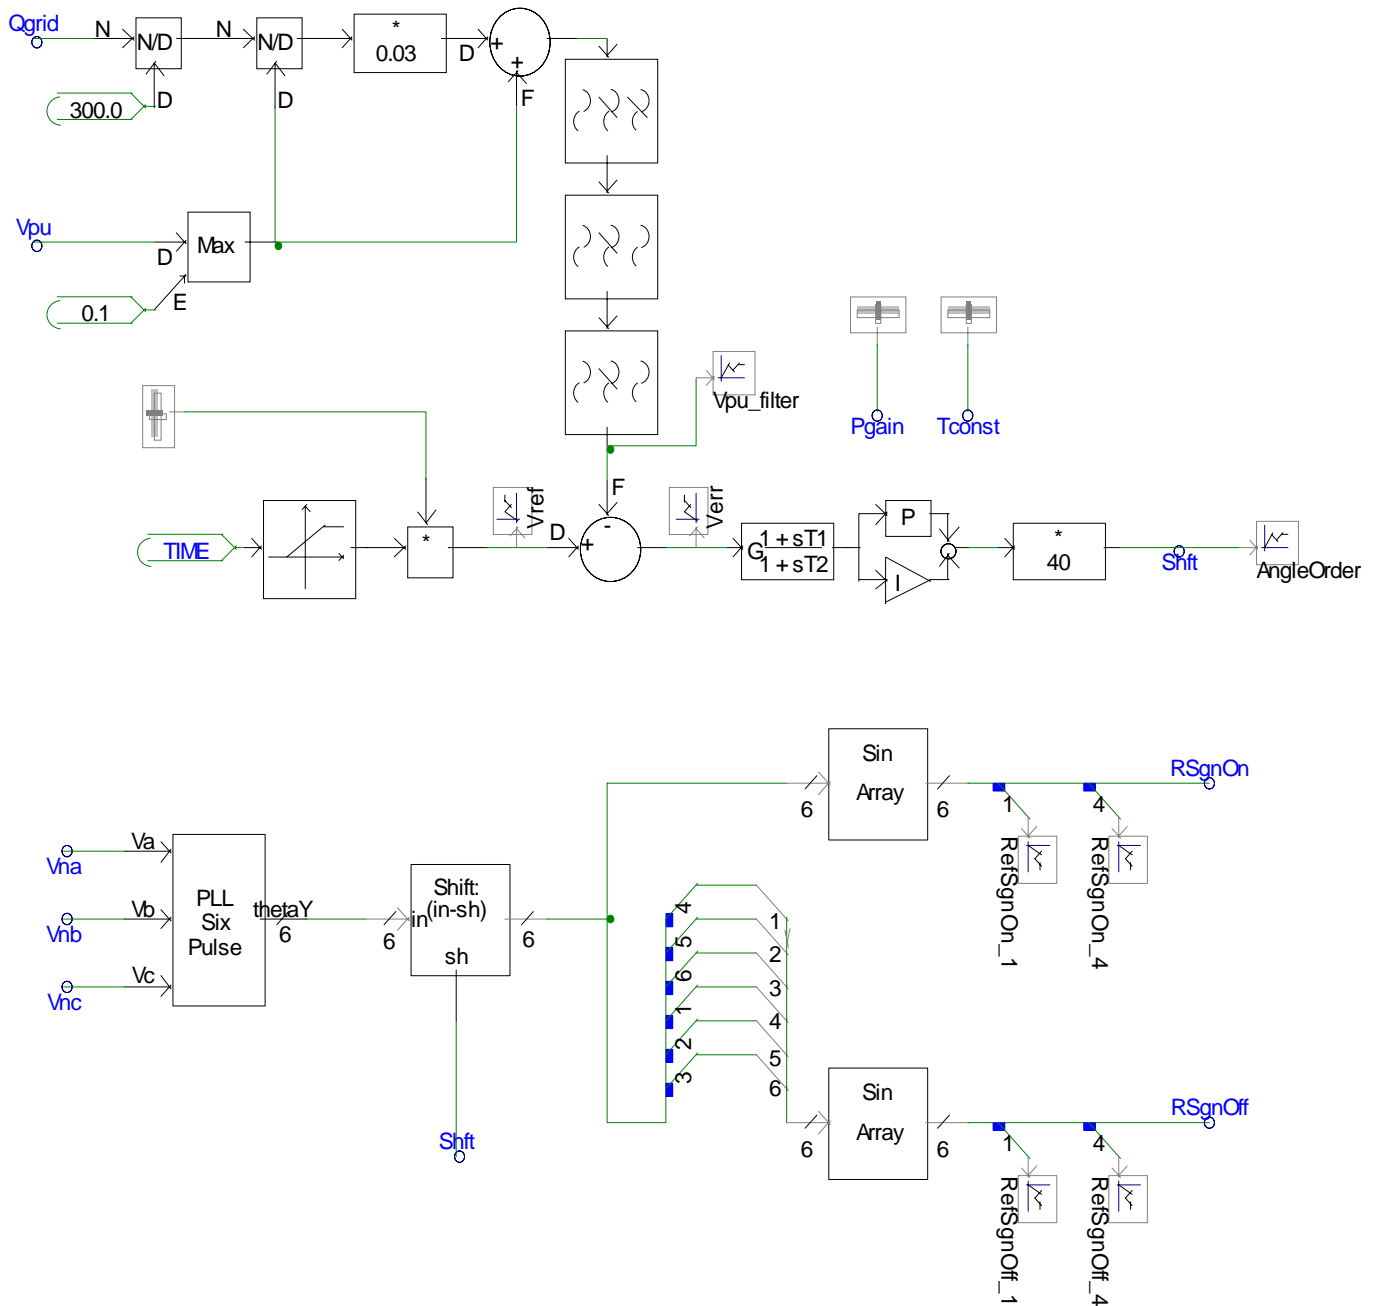 Qgrid
N
N/D
N
N/D
*
0.03
D
+
+
F
300.0
D
D
Vpu
D
Max
0.1
E
Vpu_filter
Pgain
Tconst
TIME
*
Vref
D
+
F
-
Verr
G
1 + sT1
1 + sT2
P
I
*
40
Shft
AngleOrder
Sin
Array
6
6
RSgnOn
1
4
RefSgnOn_1
RefSgnOn_4
Vna
Va
Vnb
Vb
Vnc
Vc
PLL
Six
Pulse
thetaY
6
6
Shift:
in
(in-sh)
sh
6
Shft
4
1
5
2
6
3
1
4
2
5
3
6
Sin
Array
6
6
RSgnOff
1
4
RefSgnOff_1
RefSgnOff_4